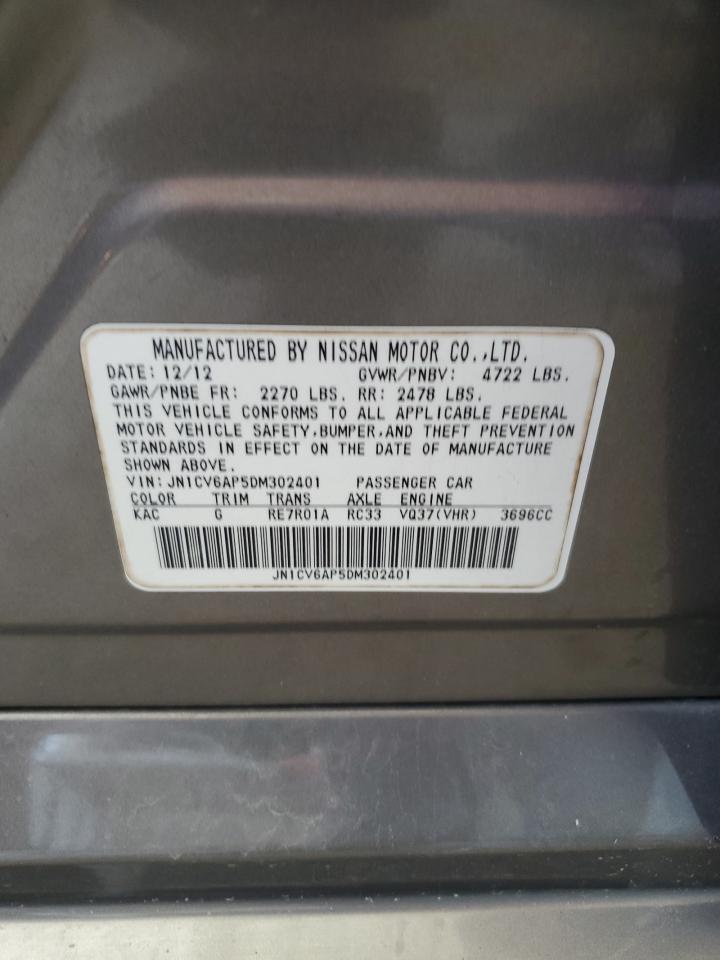 MANUFACTURED BY NISSAN MOTOR CO.,LTD.
DATE: 12/12 GVWR/PNBV: 4722 LBS.
GAWR/PNBE FR: 2270 LBS. RR: 2478 LBS.
THIS VEHICLE CONFORMS TO ALL APPLICABLE FEDERAL
MOTOR VEHICLE SAFETY,BUMPER,AND THEFT PREVENTION
STANDARDS IN EFFECT ON THE DATE OF MANUFACTURE
SHOWN ABOVE.
VIN: JN1CV6AP5DM302401 PASSENGER CAR
COLOR TRIM TRANS AXLE ENGINE
KAC G RE7R01A RC33 VQ37(VHR) 3696CC
JN1CV6AP5DM302401